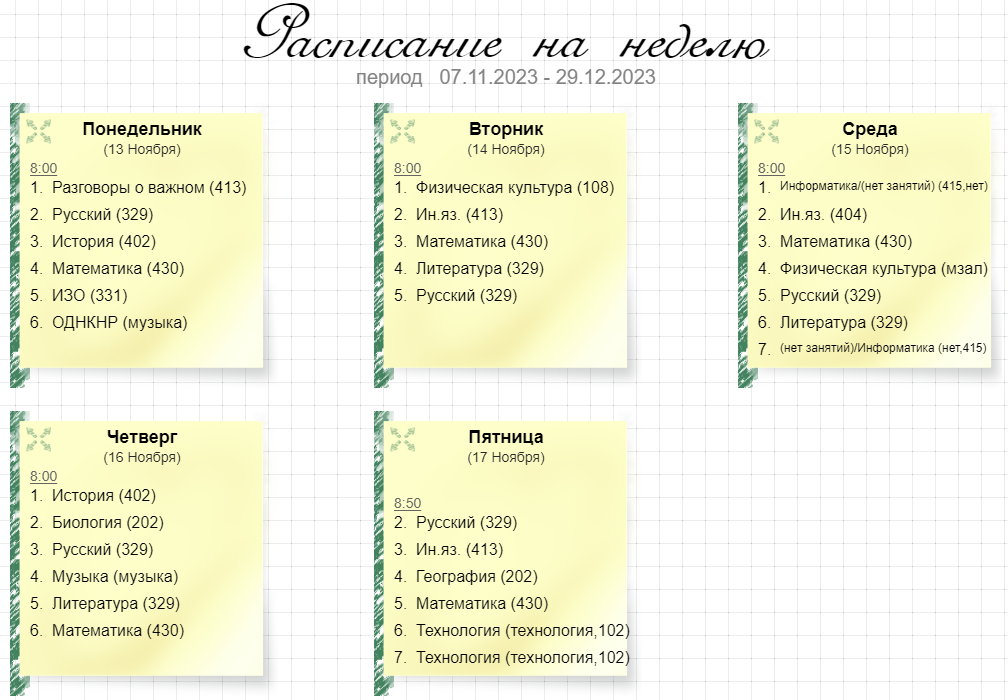 Расписание на неделю
период 07.11.2023 - 29.12.2023
Понедельник
(13 Ноября)
8:00
1. Разговоры о важном (413)
2. Русский (329)
3. История (402)
4. Математика (430)
5. ИЗО (331)
6. ОДНКНР (музыка)
Вторник
(14 Ноября)
8:00
1. Физическая культура (108)
2. Ин.яз. (413)
3. Математика (430)
4. Литература (329)
5. Русский (329)
Среда
(15 Ноября)
8:00
1. Информатика/(нет занятий) (415,нет)
2. Ин.яз. (404)
3. Математика (430)
4. Физическая культура (мзал)
5. Русский (329)
6. Литература (329)
7. (нет занятий)/Информатика (нет,415)
Четверг
(16 Ноября)
8:00
1. История (402)
2. Биология (202)
3. Русский (329)
4. Музыка (музыка)
5. Литература (329)
6. Математика (430)
Пятница
(17 Ноября)
8:50
2. Русский (329)
3. Ин.яз. (413)
4. География (202)
5. Математика (430)
6. Технология (технология,102)
7. Технология (технология,102)